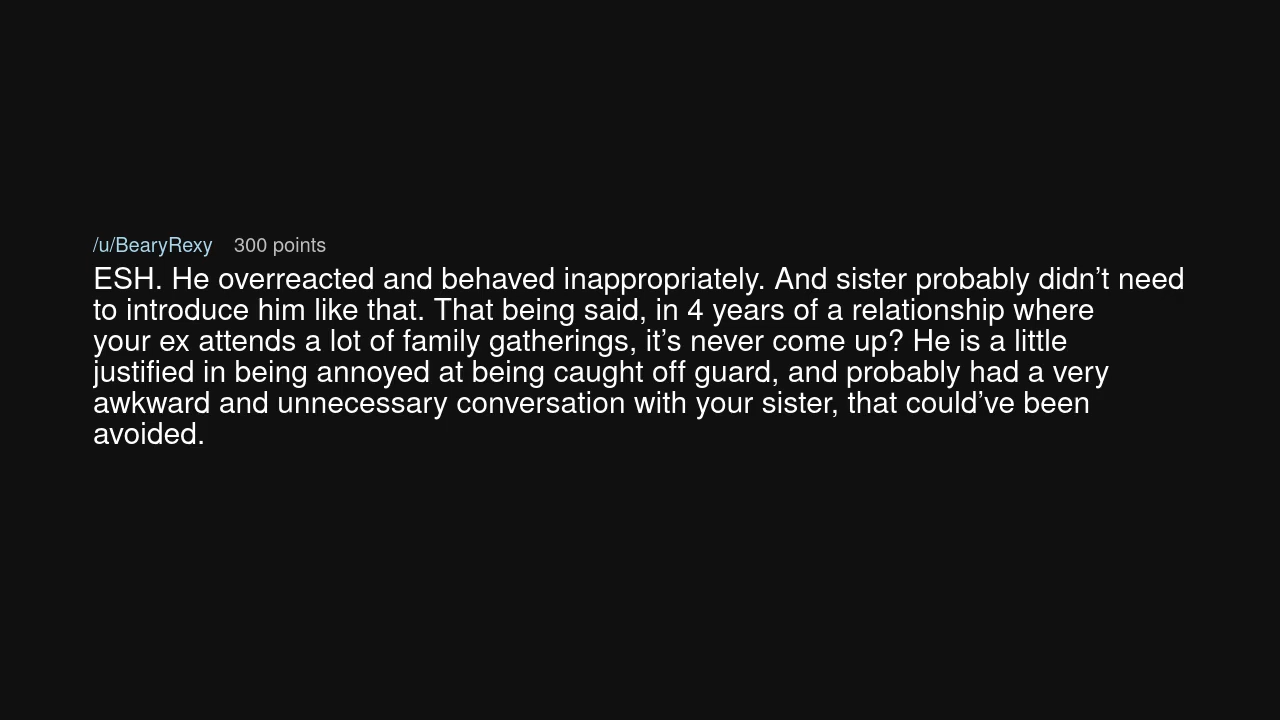 /u/BearyRexy 300 points
ESH. He overreacted and behaved inappropriately. And sister probably didn’t need
to introduce him like that. That being said, in 4 years of a relationship where
your ex attends a lot of family gatherings, it’s never come up? He is a little
justified in being annoyed at being caught off guard, and probably had a very
awkward and unnecessary conversation with your sister, that could’ve been
avoided.